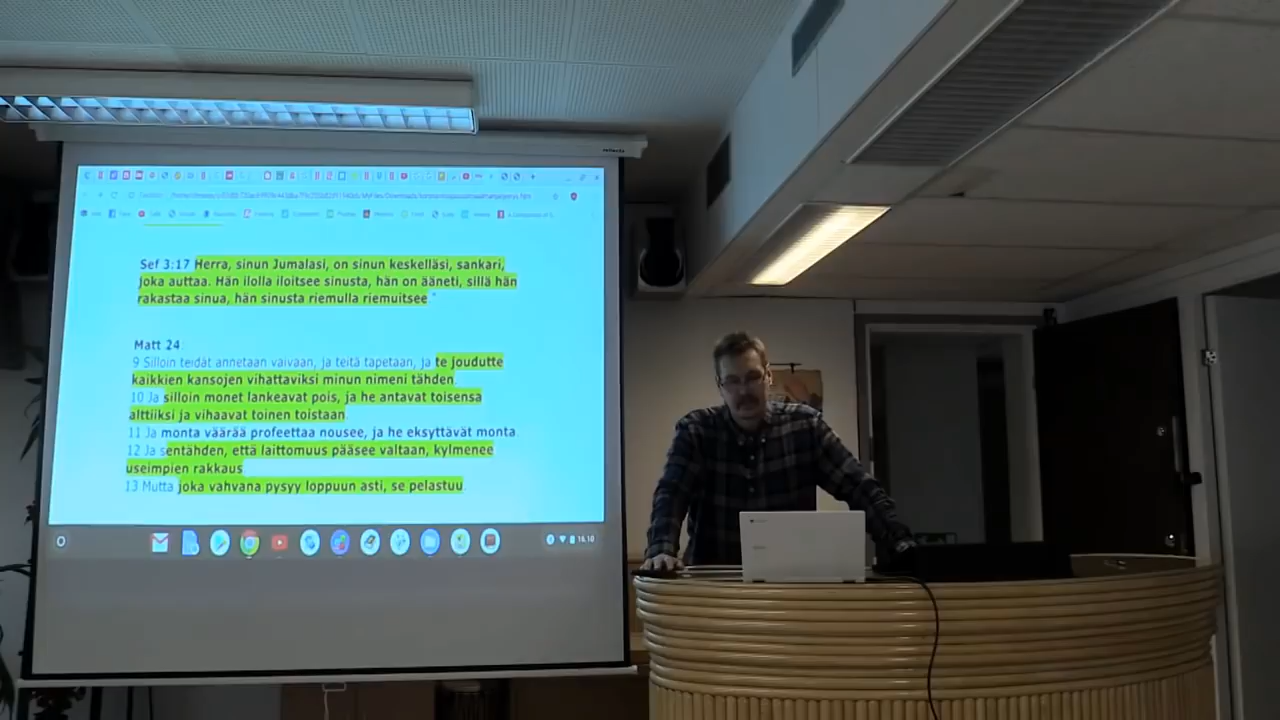 Sef 3:17 Herra, sinun Jumalasi, on sinun keskelläsi, sankari,
joka auttaa. Hän ilolla iloitsee sinusta, hän on ääneti, sillä hän
rakastaa sinua, hän sinusta riemulla riemuitsee."
Matt 24:
9 Silloin teidät annetaan vaivaan, ja teitä tapetaan, ja te joudutte
kaikkien kansojen vihattaviksi minun nimeni tähden.
10 Ja silloin monet lankeavat pois, ja he antavat toisensa
alttiiksi ja vihaavat toinen toistaan.
11 Ja monta väärää profeettaa nousee, ja he eksyttävät monta.
12 Ja sentähden, että laittomuus pääsee valtaan, kylmenee
useimpien rakkaus.
13 Mutta joka vahvana pysyy loppuun asti, se pelastuu.
16.10